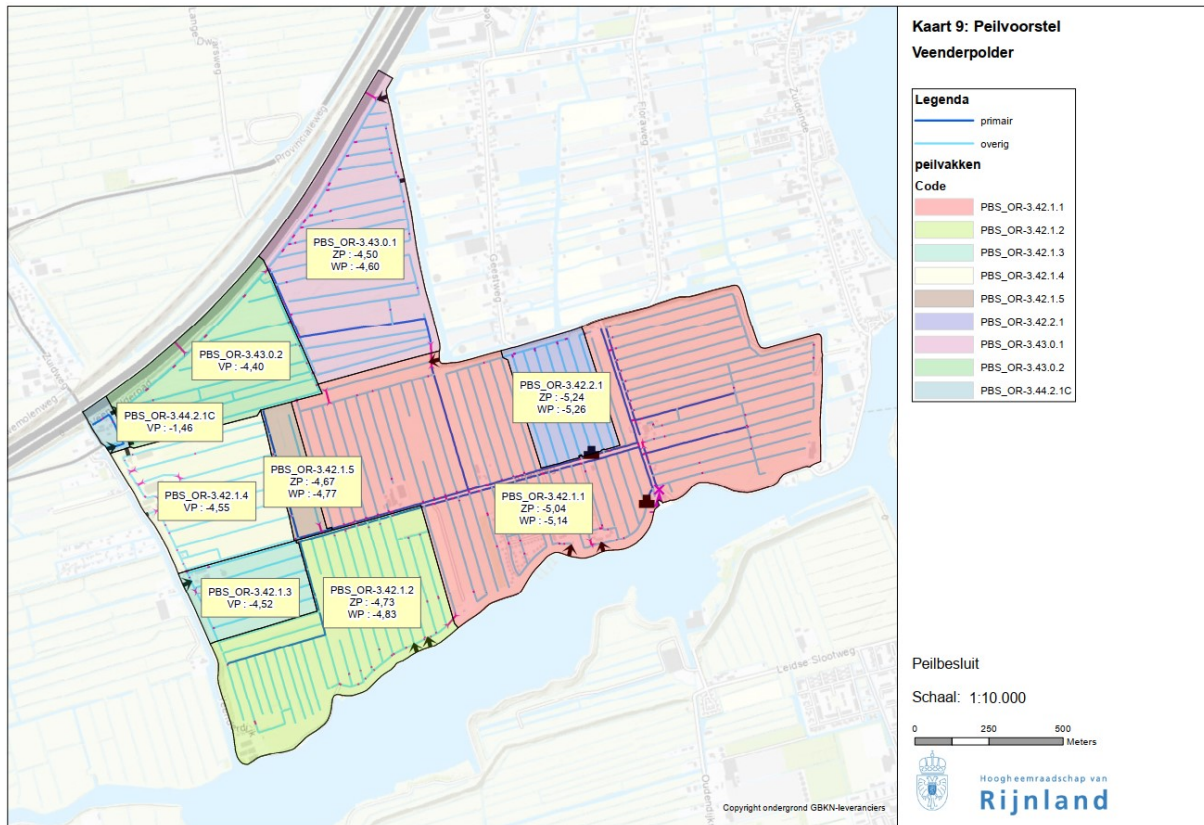 Kaart 9: Peilvoorstel
Veenderpolder
Legenda
primair
overig
peilvakken
Code
PBS_OR-3.42.1.1
PBS_OR-3.42.1.2
PBS_OR-3.42.1.3
PBS_OR-3.42.1.4
PBS_OR-3.42.1.5
PBS_OR-3.42.2.1
PBS_OR-3.43.0.1
PBS_OR-3.43.0.2
PBS_OR-3.44.2.1C
Peilbesluit
Schaal: 1:10.000
0 250 500
Meters
Hoogheemraadschap van
Rijnland
Lange Dwarsweg
Provincialeweg
Floraweg
Zuideinde
Geestweg
Zuidweg
Leidse Slootweg
Oudendijk
PBS_OR-3.43.0.1
ZP : -4,50
WP : -4,60
PBS_OR-3.43.0.2
VP : -4,40
PBS_OR-3.44.2.1C
VP : -1,46
PBS_OR-3.42.2.1
ZP : -5,24
WP : -5,26
PBS_OR-3.42.1.5
ZP : -4,67
WP : -4,77
PBS_OR-3.42.1.4
VP : -4,55
PBS_OR-3.42.1.1
ZP : -5,04
WP : -5,14
PBS_OR-3.42.1.3
VP : -4,52
PBS_OR-3.42.1.2
ZP : -4,73
WP : -4,83
Copyright ondergrond GBKN-leveranciers